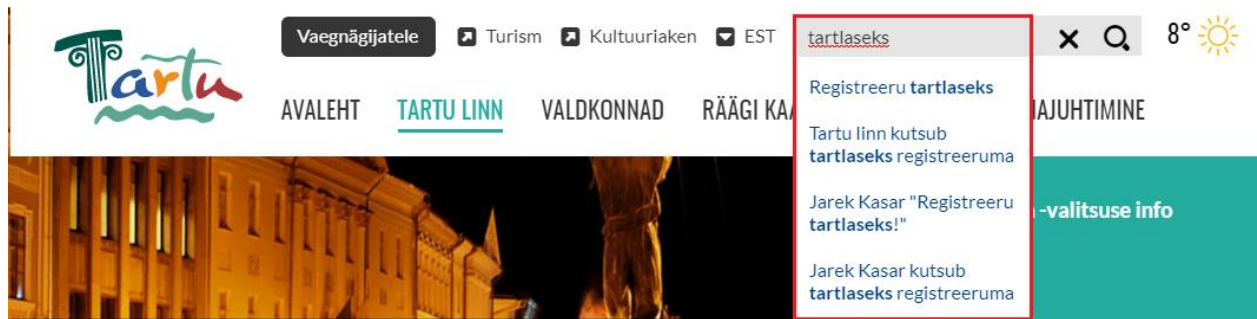 Tartu
Vaegnägijatele Turism Kultuuriaken EST tartlaseks 8°
AVALEHT TARTU LINN VALDKONNAD RÄÄGI
Registreeru tartlaseks
Tartu linn kutsub
tartlaseks registreeruma
Jarek Kasar "Registreeru
tartlaseks!"
Jarek Kasar kutsub
tartlaseks registreeruma
-valitsuse info